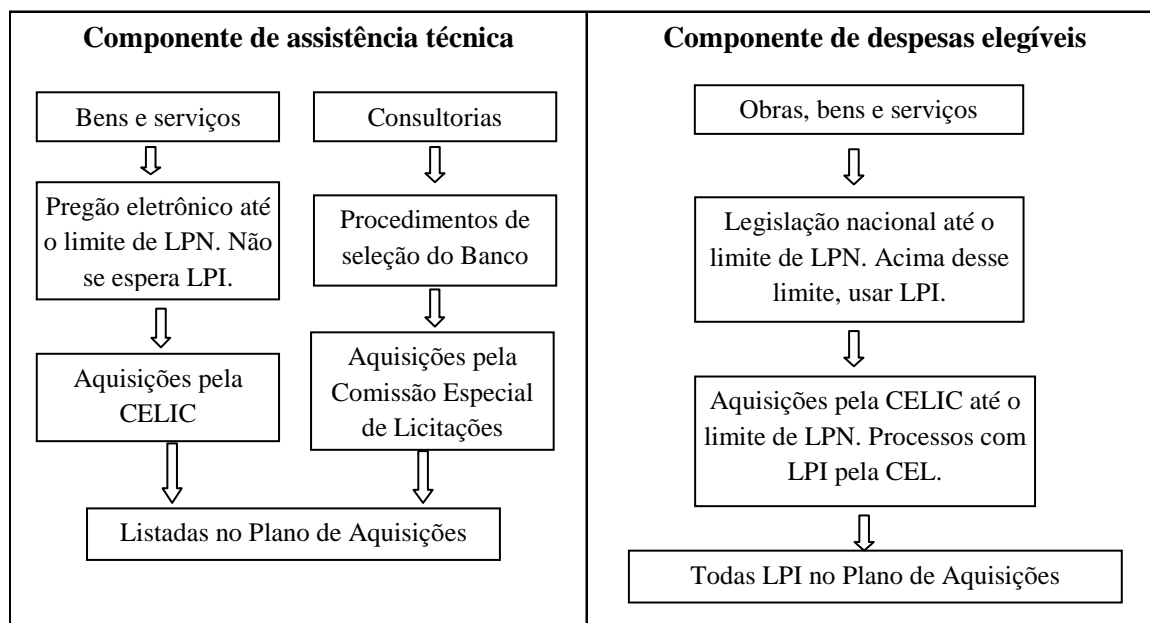 Componente de assistência técnica
Bens e serviços
Pregão eletrônico até
o limite de LPN. Não
se espera LPI.
Aquisições pela
CELIC
Consultorias
Procedimentos de
seleção do Banco
Aquisições pela
Comissão Especial
de Licitações
Listadas no Plano de Aquisições
Componente de despesas elegíveis
Obras, bens e serviços
Legislação nacional até o
limite de LPN. Acima desse
limite, usar LPI.
Aquisições pela CELIC até o
limite de LPN. Processos com
LPI pela CEL.
Todas LPI no Plano de Aquisições